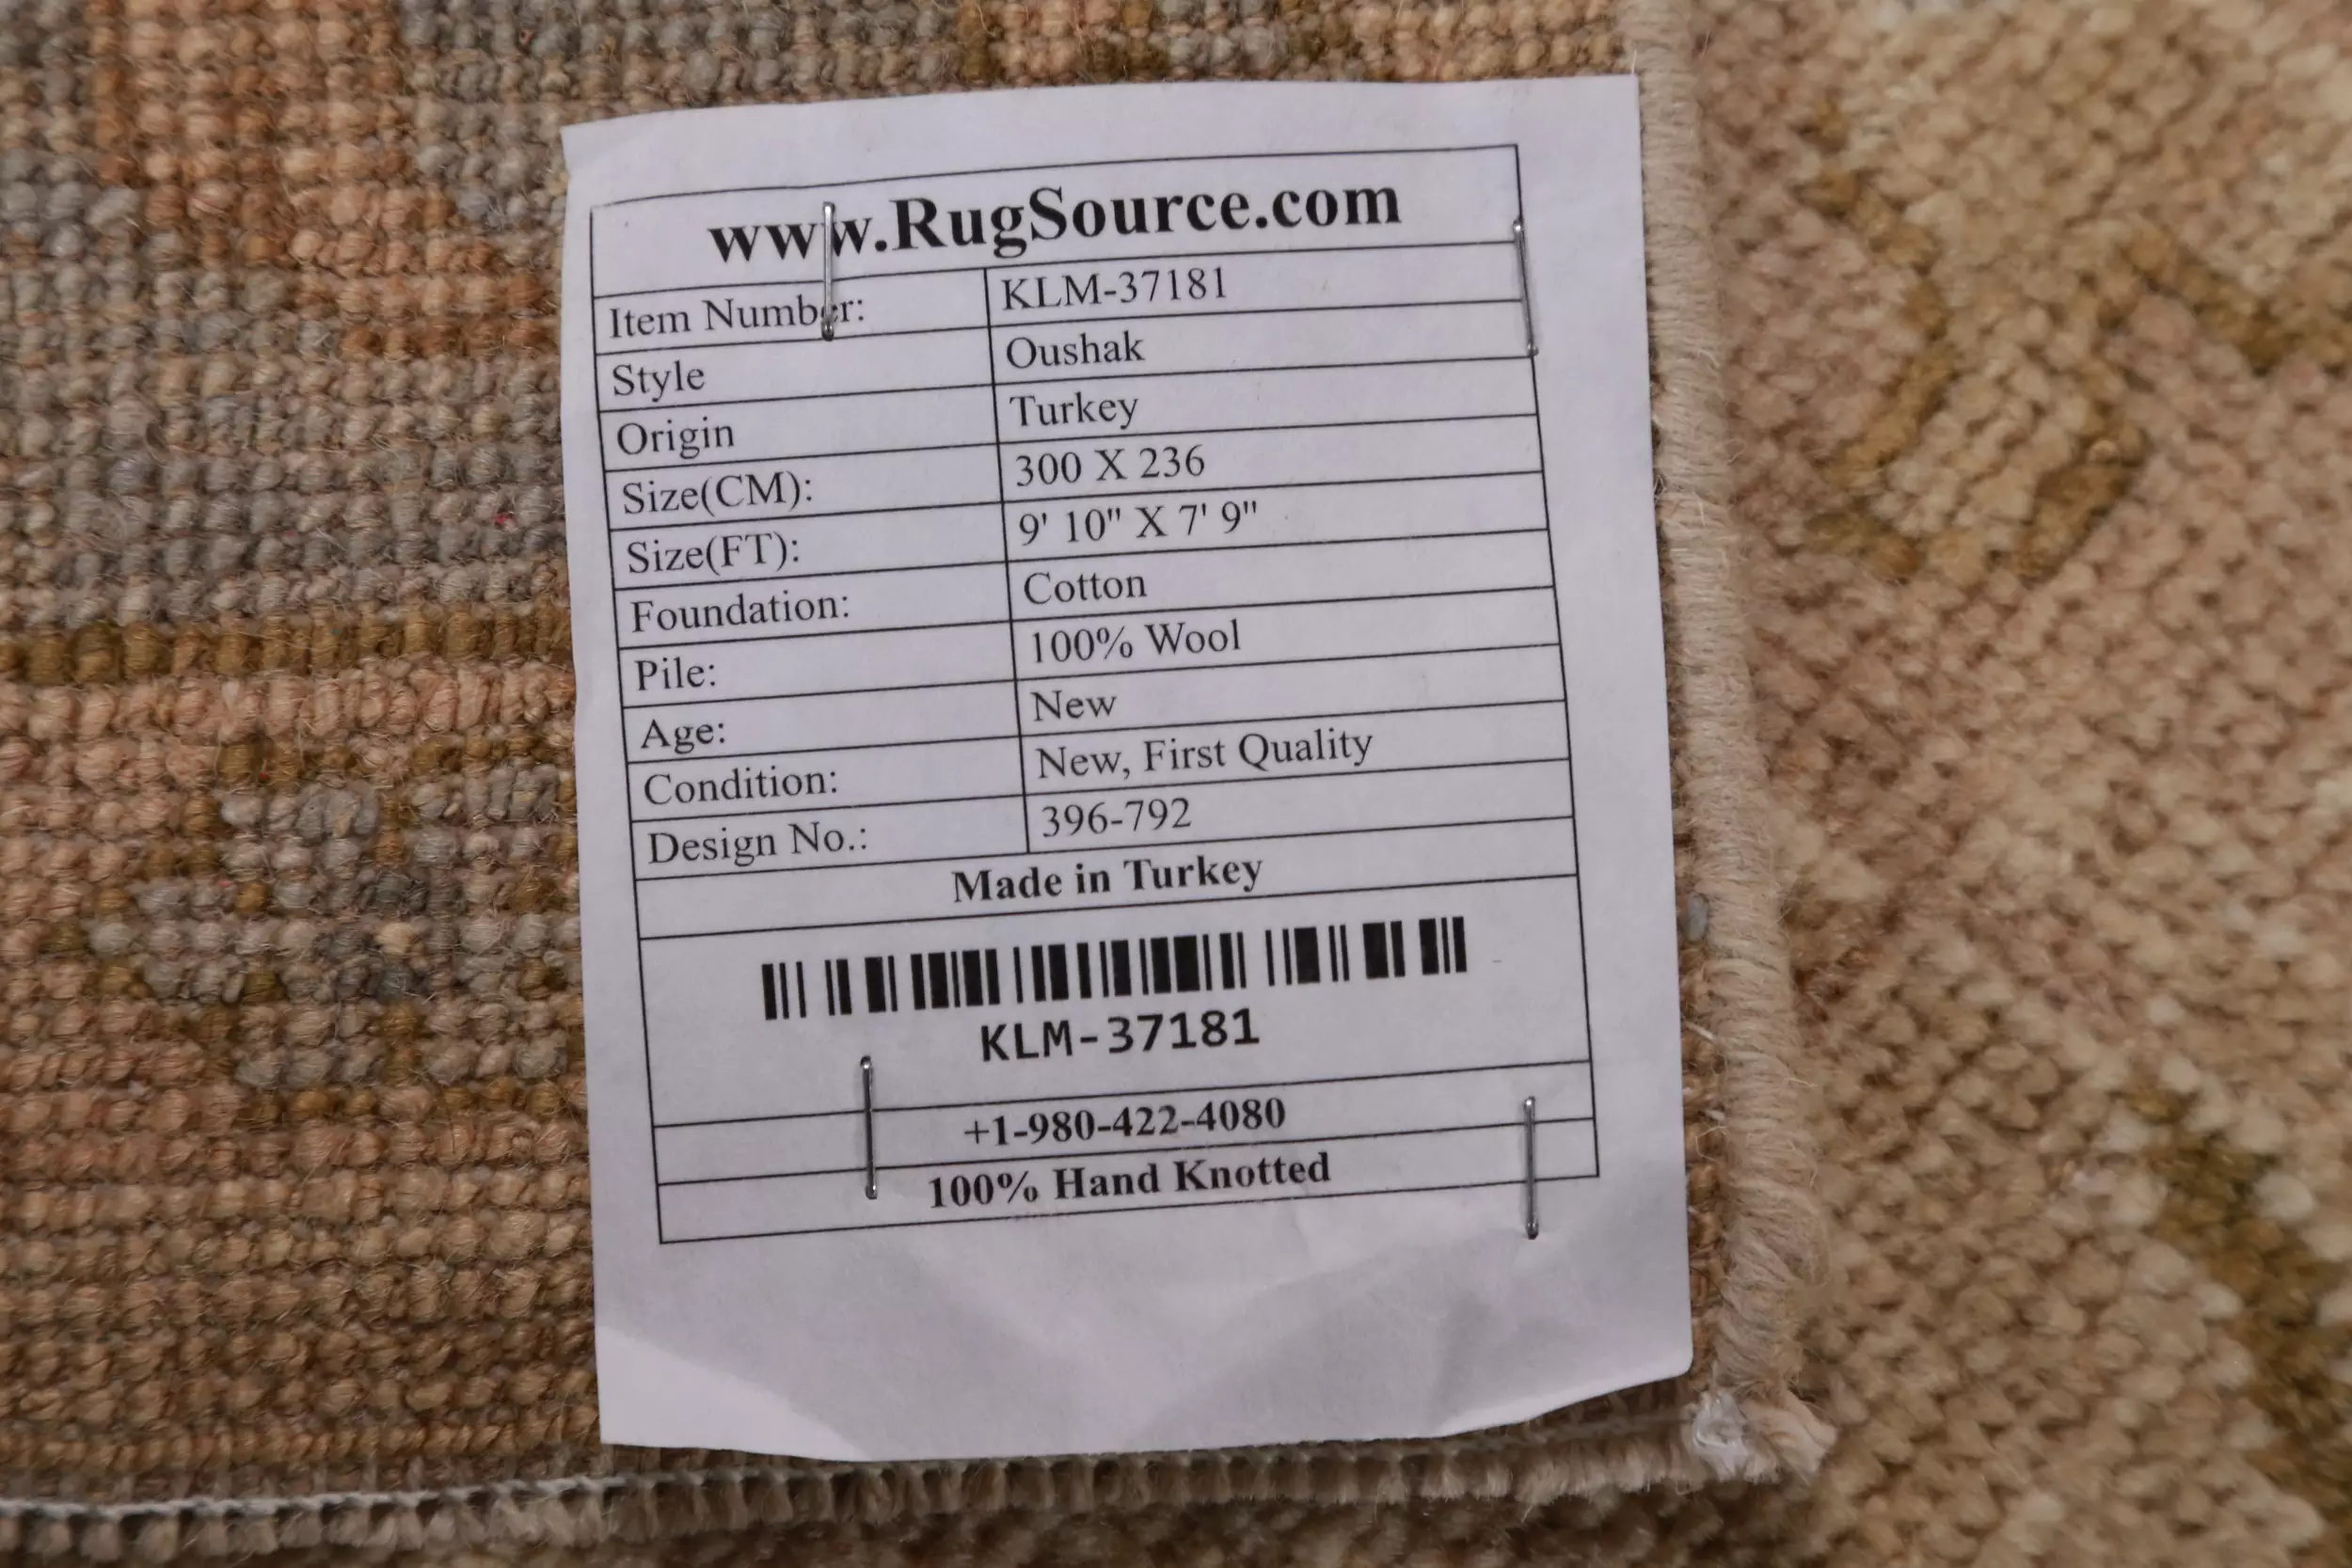 www.RugSource.com
Item Number: KLM-37181
Style Oushak
Origin Turkey
Size(CM): 300 X 236
Size(FT): 9' 10" X 7' 9"
Foundation: Cotton
Pile: 100% Wool
Age: New
Condition: New, First Quality
Design No.: 396-792
Made in Turkey
KLM-37181
+1-980-422-4080
100% Hand Knotted